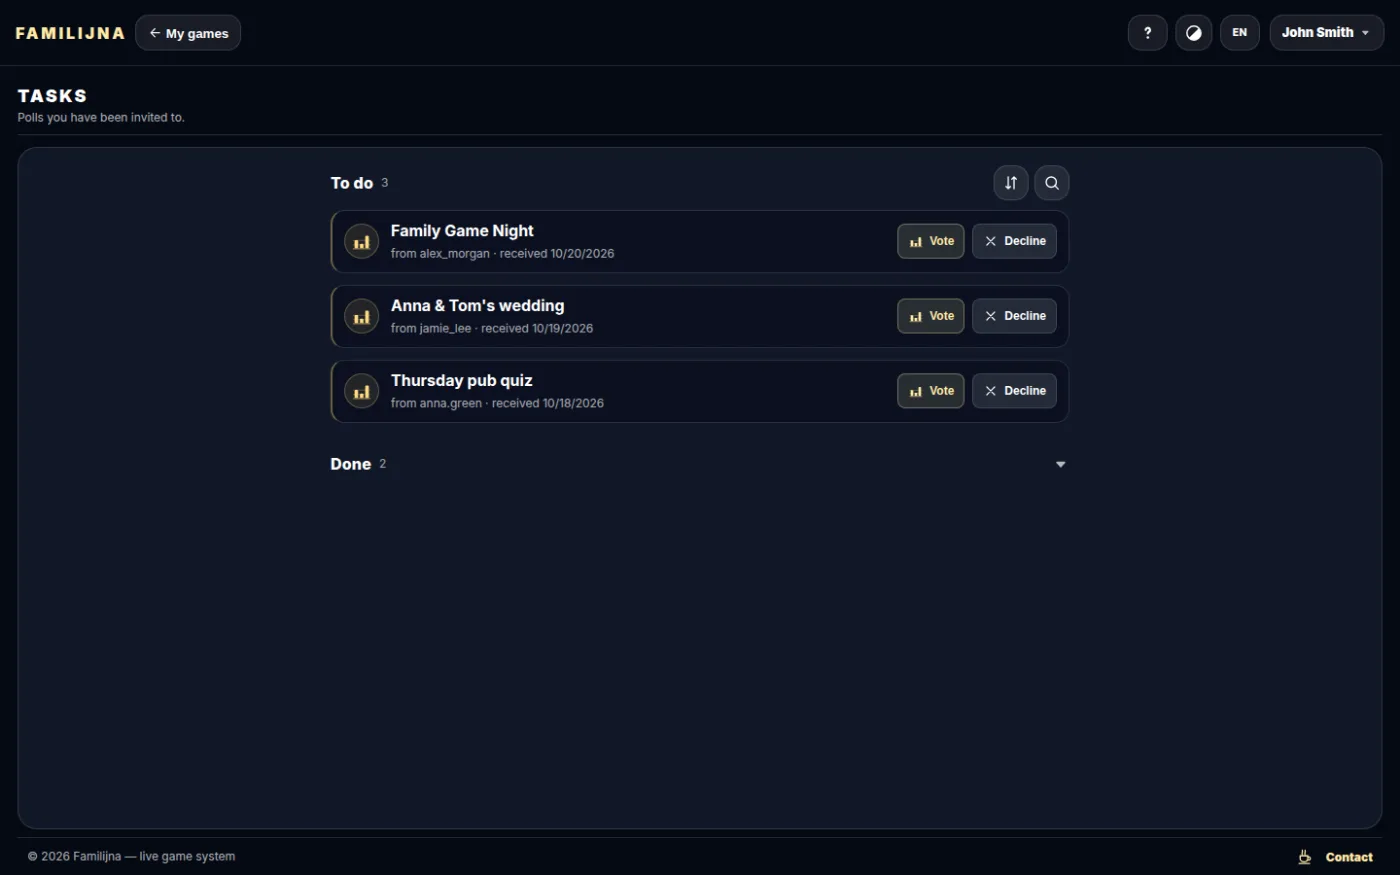 FAMILIJNA
← My games
?
EN
John Smith
TASKS
Polls you have been invited to.
To do 3
Family Game Night
from alex_morgan · received 10/20/2026
Vote
Decline
Anna & Tom's wedding
from jamie_lee · received 10/19/2026
Vote
Decline
Thursday pub quiz
from anna.green · received 10/18/2026
Vote
Decline
Done 2
© 2026 Familijna — live game system
Contact